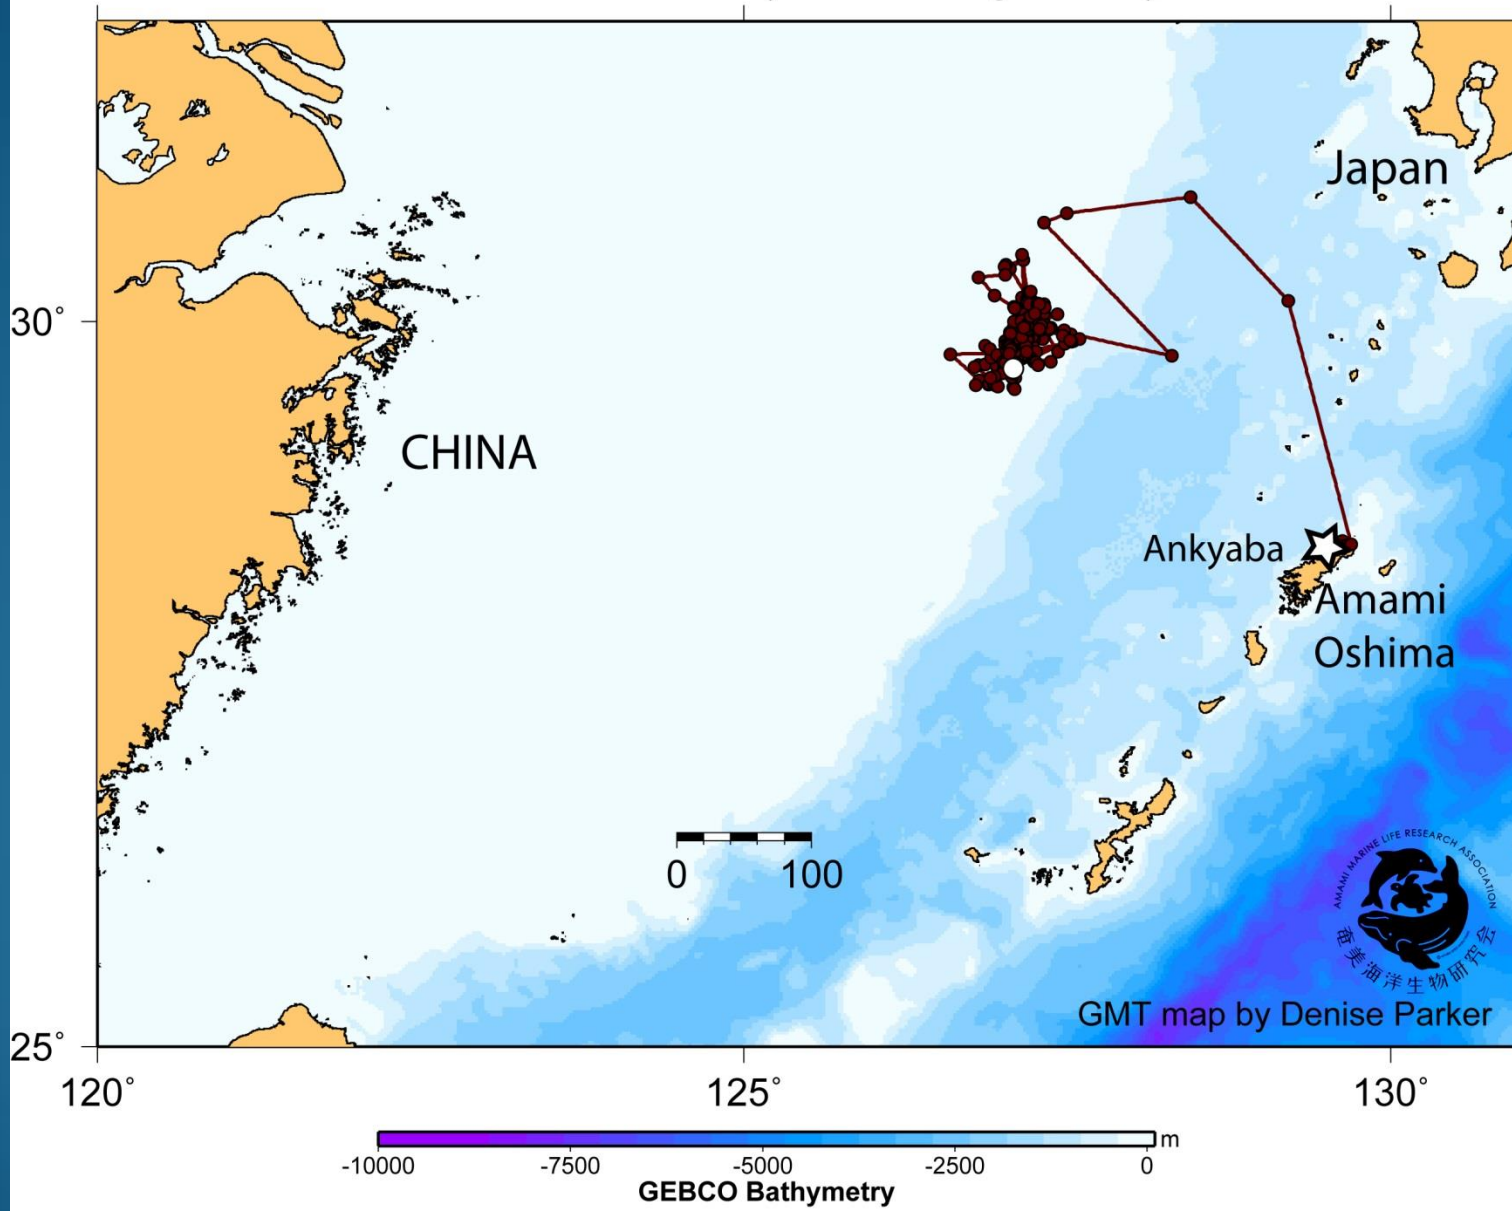 Japan
30°
CHINA
Ankyaba
Amami
Oshima
0 100
AMAMI MARINE LIFE RESEARCH ASSOCIATION
奄美海洋生物研究会
GMT map by Denise Parker
25°
120° 125° 130°
m
-10000 -7500 -5000 -2500 0
GEBCO Bathymetry